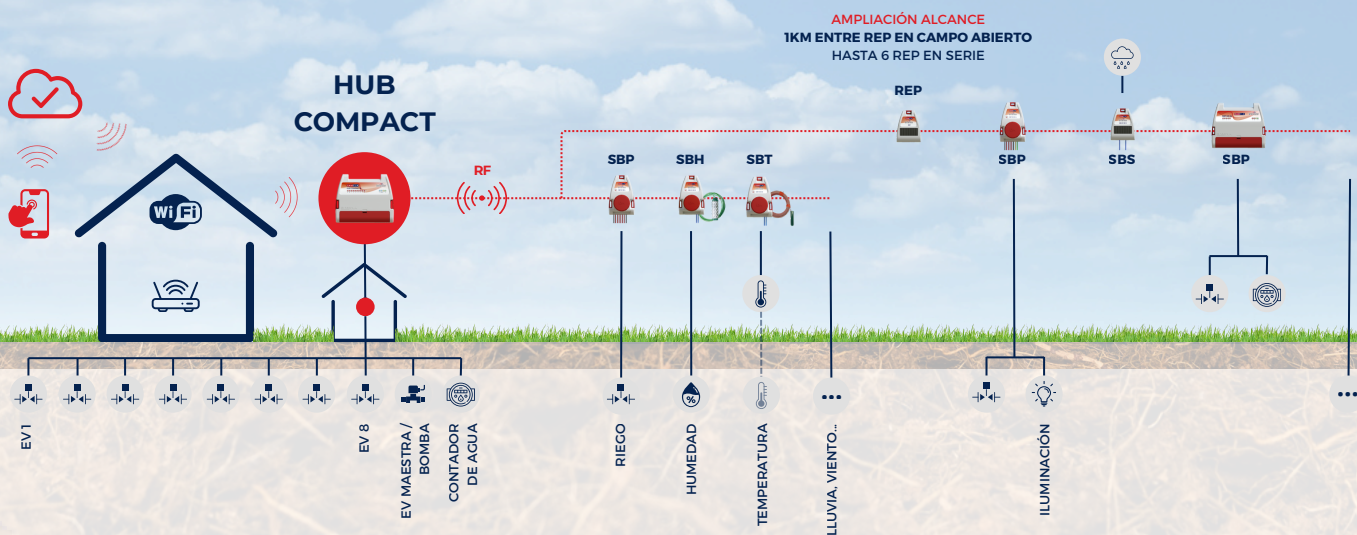 AMPLIACIÓN ALCANCE
1KM ENTRE REP EN CAMPO ABIERTO
HASTA 6 REP EN SERIE
HUB
COMPACT
REP
RF
SBP
SBH
SBT
SBP
SBS
SBP
WiFi
%
EV 1
EV 8
EV MAESTRA /
BOMBA
CONTADOR
DE AGUA
RIEGO
HUMEDAD
TEMPERATURA
LLUVIA, VIENTO...
ILUMINACIÓN